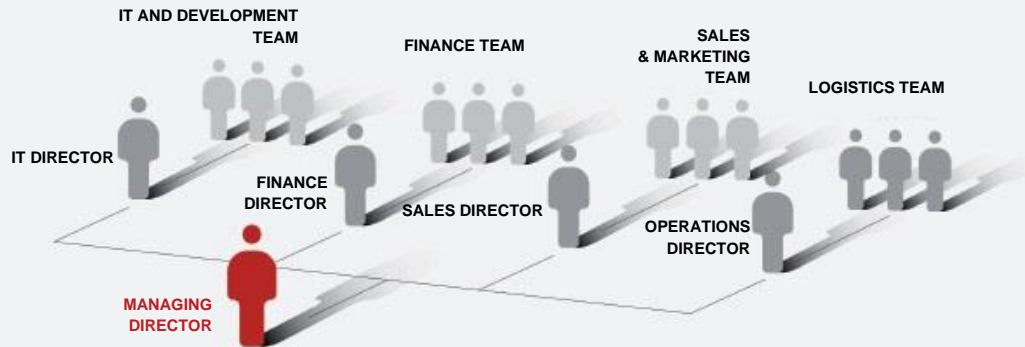 IT AND DEVELOPMENT
TEAM
FINANCE TEAM
SALES
& MARKETING
TEAM
LOGISTICS TEAM
IT DIRECTOR
FINANCE
DIRECTOR
SALES DIRECTOR
OPERATIONS
DIRECTOR
MANAGING
DIRECTOR